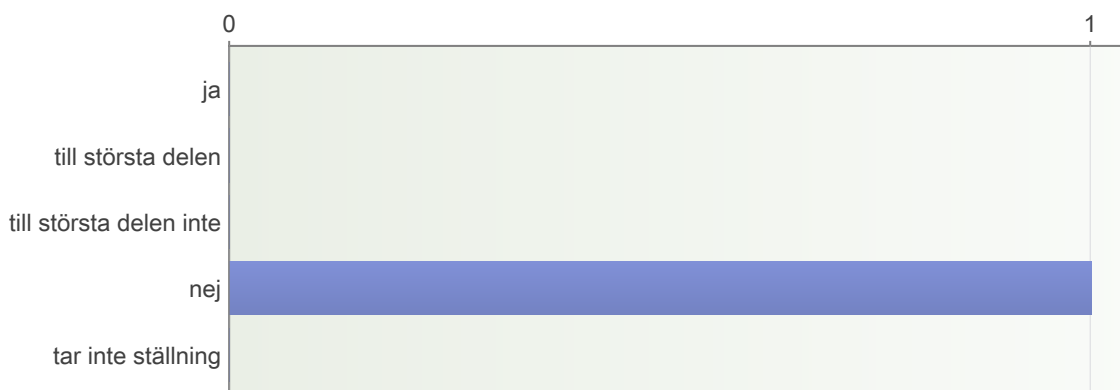 0 1
ja
till största delen
till största delen inte
nej
tar inte ställning